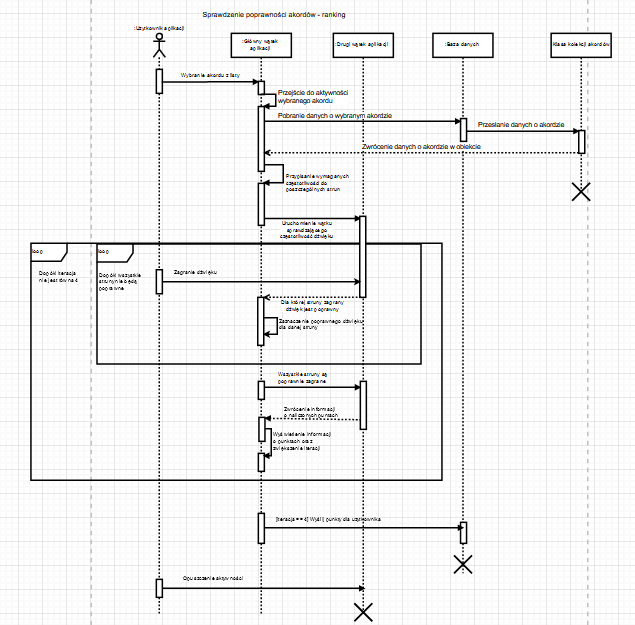 Sprawdzenie poprawności akordów - ranking
:Użytkownik aplikacji
:Główny wątek
aplikacji
:Drugi wątek aplikacji
:Baza danych
Klasa kolekcji akordów
Wybranie akordu z listy
Przejście do aktywności
wybranego akordu
Pobranie danych o wybranym akordzie
Przesłanie danych o akordzie
Zwrócenie danych o akordzie w obiekcie
Przypisanie wymaganych
częstotliwości do
poszczególnych strun
Uruchomienie wątku
sprawdzającego
częstotliwość dźwięku
loop
loop
Dopóki iteracja
nie jest równa 4
Dopóki wszystkie
struny nie będą
poprawne
Zagranie dźwięku
Dla której struny zagrany
dźwięk jest poprawny
Zaznaczenie poprawnego dźwięku
dla danej struny
Wszystkie struny są
poprawnie zagrane
Zwrócenie informacji
o naliczonych punktach
Wyświetlenie informacji
o punktach oraz
zwiększenie iteracji
[iteracja == 4] Wyślij punkty dla użytkownika
Opuszczenie aktywności